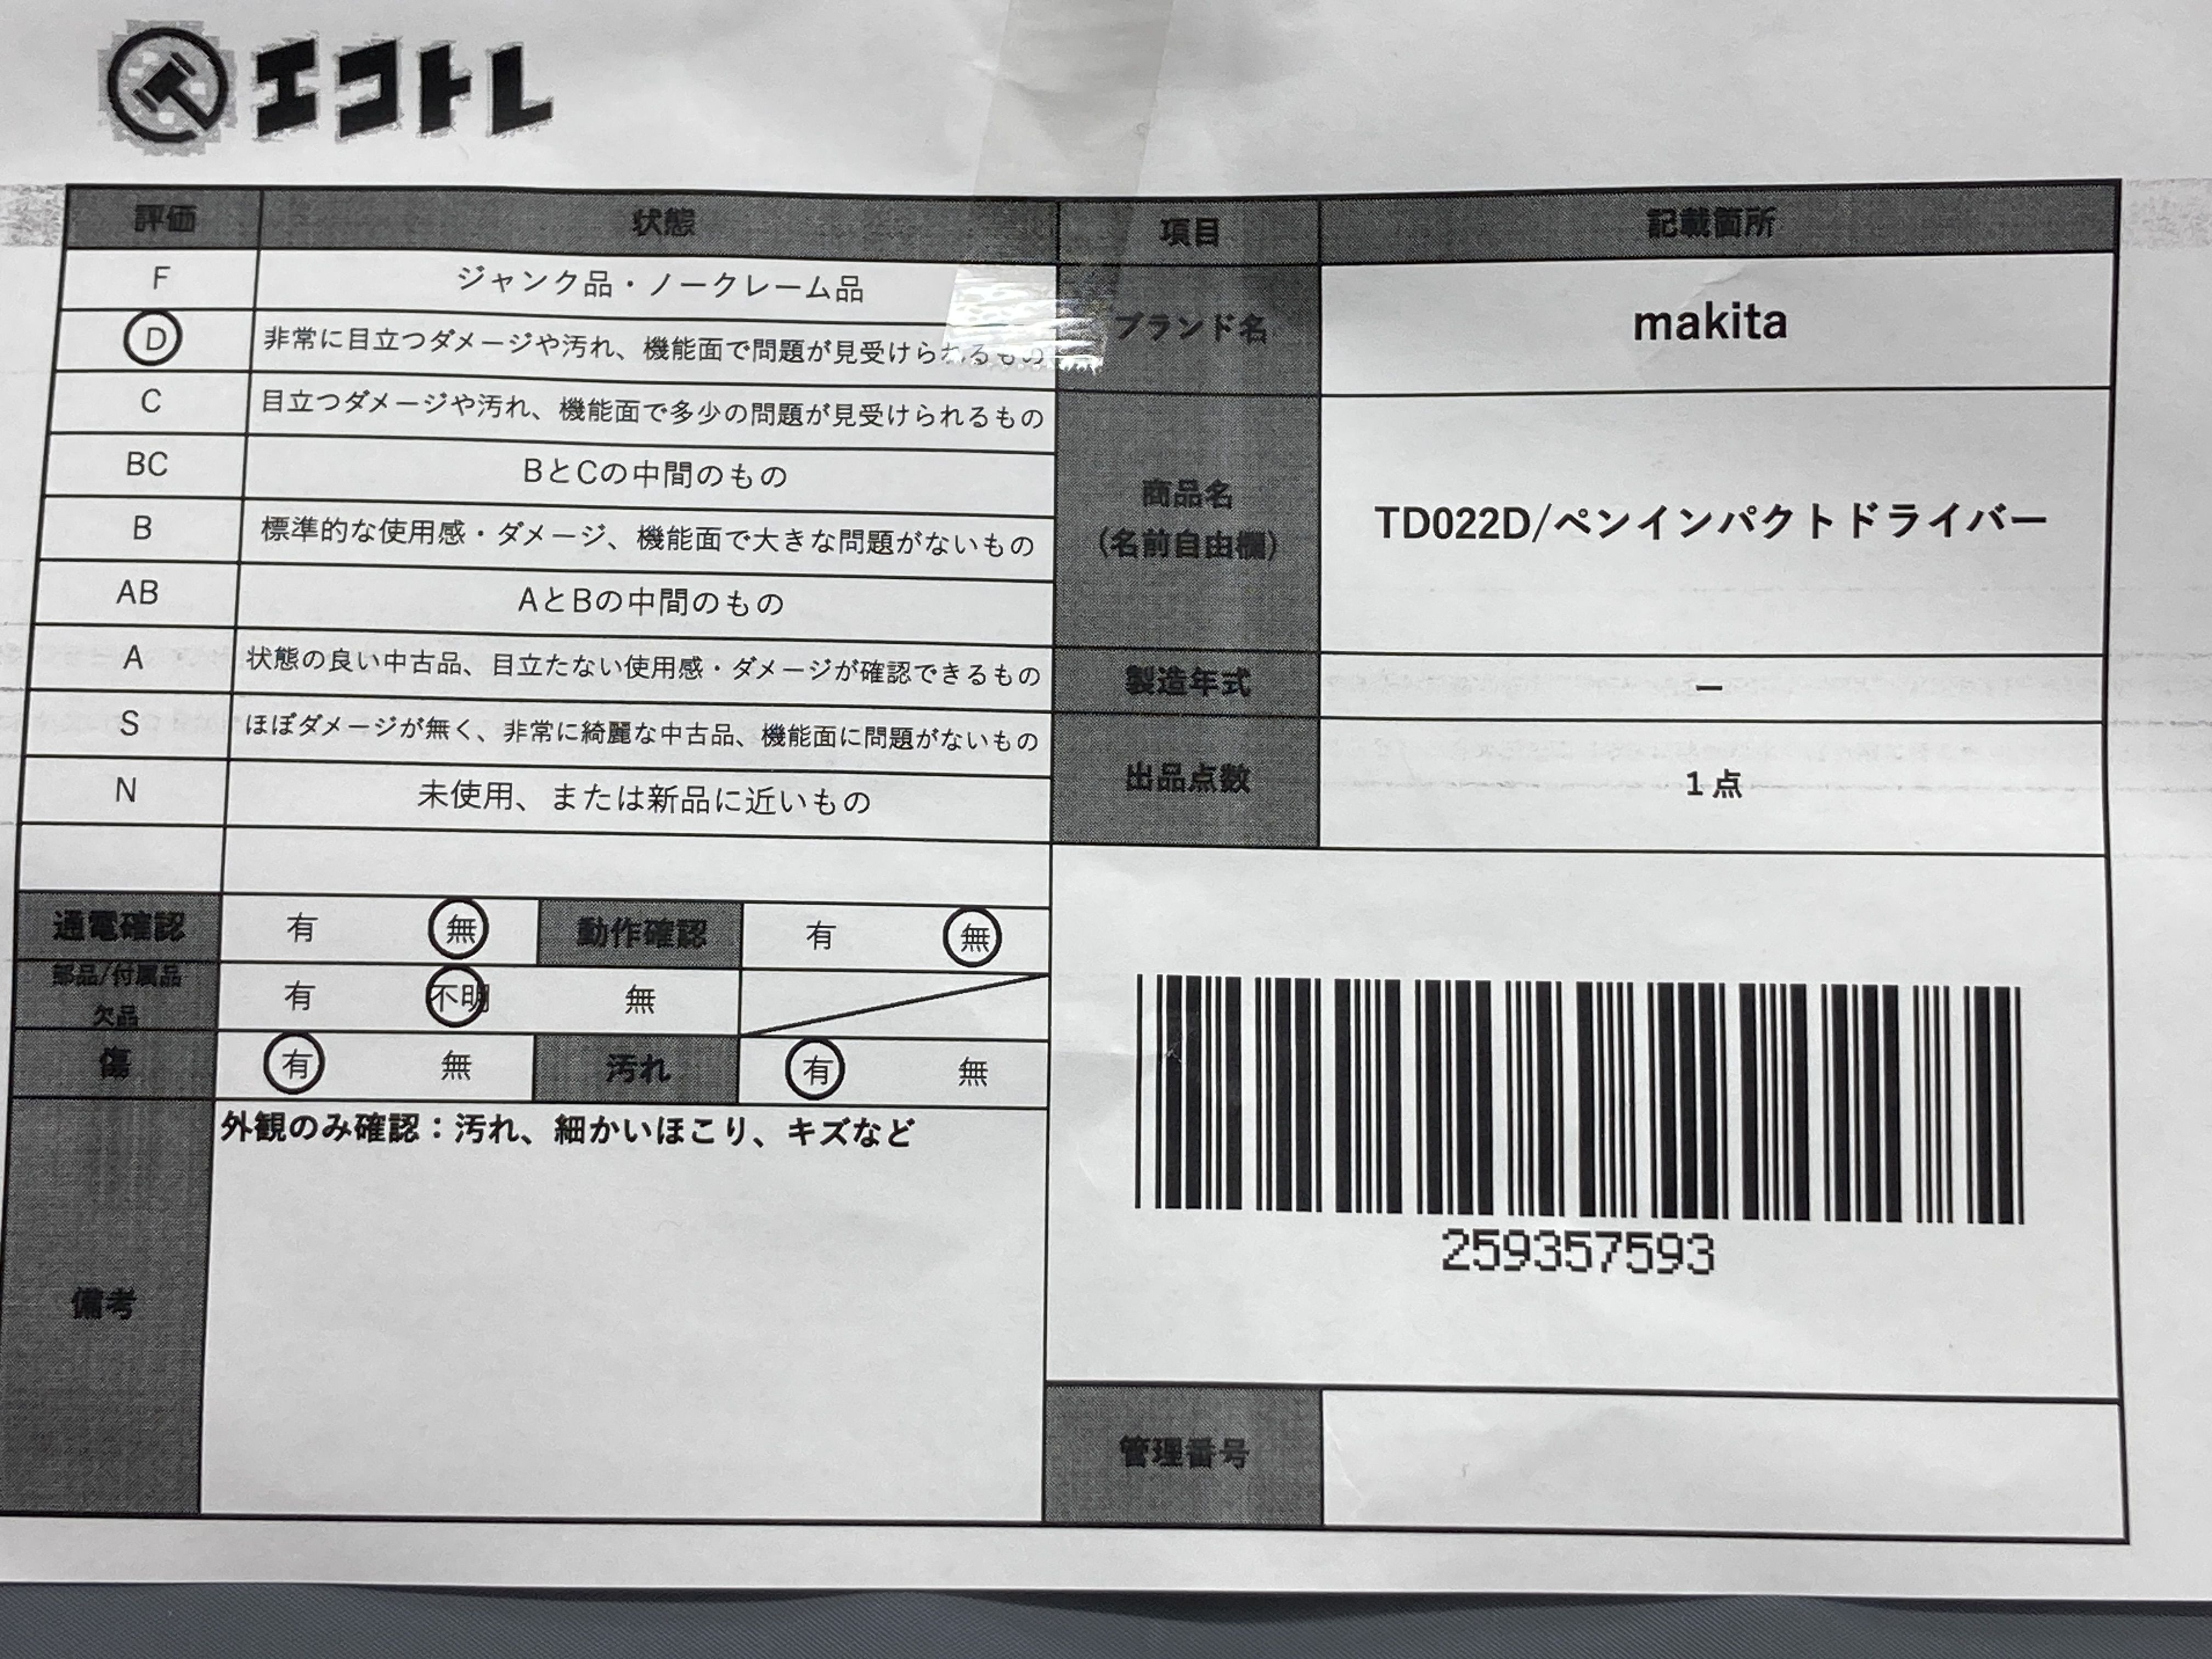 エコトレ
評価 状態 項目 記載箇所
F ジャンク品・ノークレーム品
D 非常に目立つダメージや汚れ、機能面で問題が見受けられるもの
ブランド名 makita
C 目立つダメージや汚れ、機能面で多少の問題が見受けられるもの
BC BとCの中間のもの
B 標準的な使用感・ダメージ、機能面で大きな問題がないもの
商品名
(名前自由欄)
TD022D/ペンインパクトドライバー
AB AとBの中間のもの
A 状態の良い中古品、目立たない使用感・ダメージが確認できるもの
製造年式 ー
S ほぼダメージが無く、非常に綺麗な中古品、機能面に問題がないもの
N 未使用、または新品に近いもの
出品点数 1点
通電確認 有 無 動作確認 有 無
部品/付属品
欠品
有 不明 無
傷 有 無 汚れ 有 無
備考 外観のみ確認：汚れ、細かいほこり、キズなど
259357593
管理番号